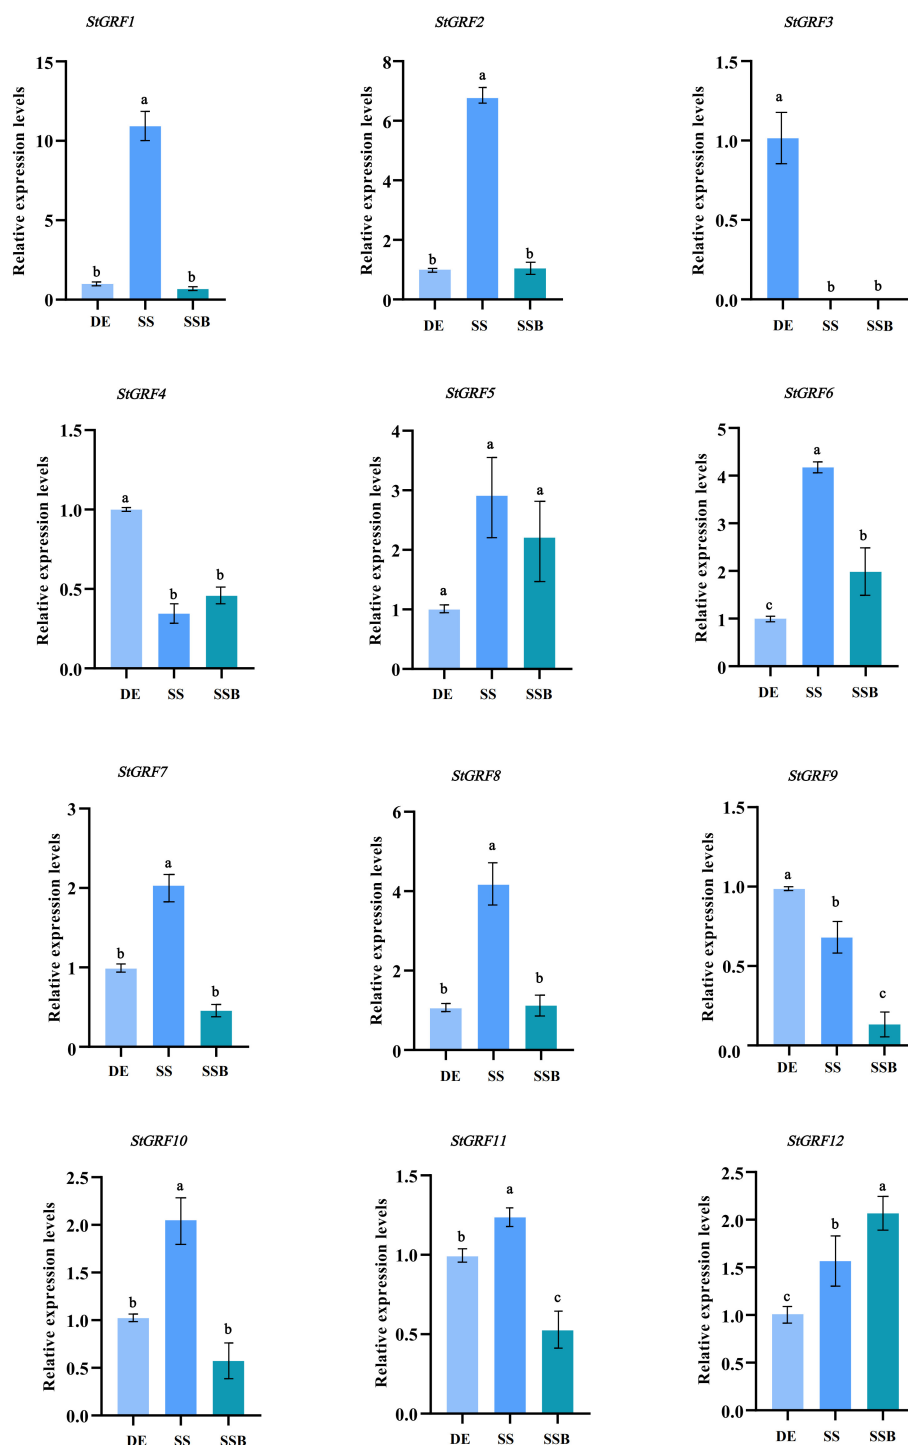 StGRF1
Relative expression levels
15
10
5
0
b
a
b
DE SS SSB
StGRF2
Relative expression levels
8
6
4
2
0
b
a
b
DE SS SSB
StGRF3
Relative expression levels
1.5
1.0
0.5
0.0
a
b
b
DE SS SSB
StGRF4
Relative expression levels
1.5
1.0
0.5
0.0
a
b
b
DE SS SSB
StGRF5
Relative expression levels
4
3
2
1
0
a
a
a
DE SS SSB
StGRF6
Relative expression levels
5
4
3
2
1
0
c
a
b
DE SS SSB
StGRF7
Relative expression levels
3
2
1
0
b
a
b
DE SS SSB
StGRF8
Relative expression levels
6
4
2
0
b
a
b
DE SS SSB
StGRF9
Relative expression levels
1.5
1.0
0.5
0.0
a
b
c
DE SS SSB
StGRF10
Relative expression levels
2.5
2.0
1.5
1.0
0.5
0.0
b
a
b
DE SS SSB
StGRF11
Relative expression levels
1.5
1.0
0.5
0.0
b
a
c
DE SS SSB
StGRF12
Relative expression levels
2.5
2.0
1.5
1.0
0.5
0.0
c
b
a
DE SS SSB